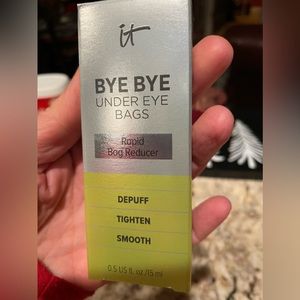 it
BYE BYE
UNDER EYE
BAGS
Rapid
Bag Reducer
DEPUFF
TIGHTEN
SMOOTH
0.5 US fl. oz./15 ml